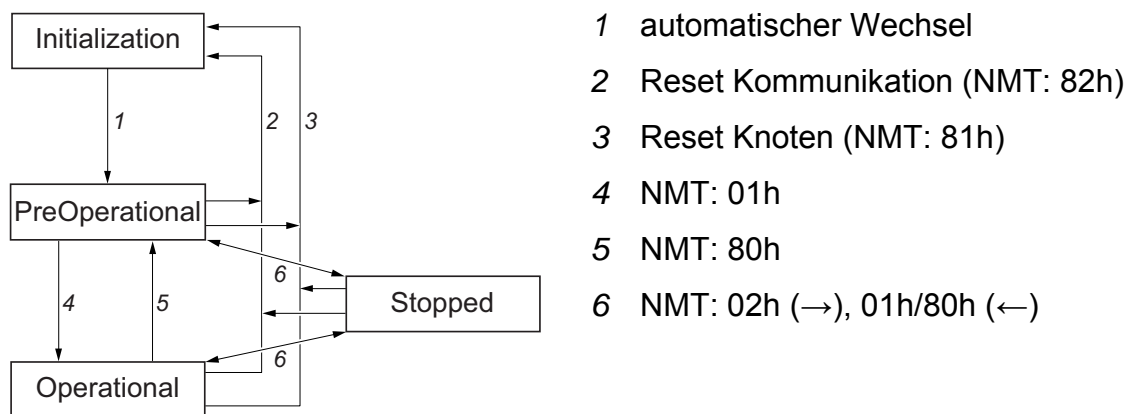 Initialization
1
2
3
PreOperational
6
4
5
Stopped
6
Operational
1 automatischer Wechsel
2 Reset Kommunikation (NMT: 82h)
3 Reset Knoten (NMT: 81h)
4 NMT: 01h
5 NMT: 80h
6 NMT: 02h (→), 01h/80h (←)